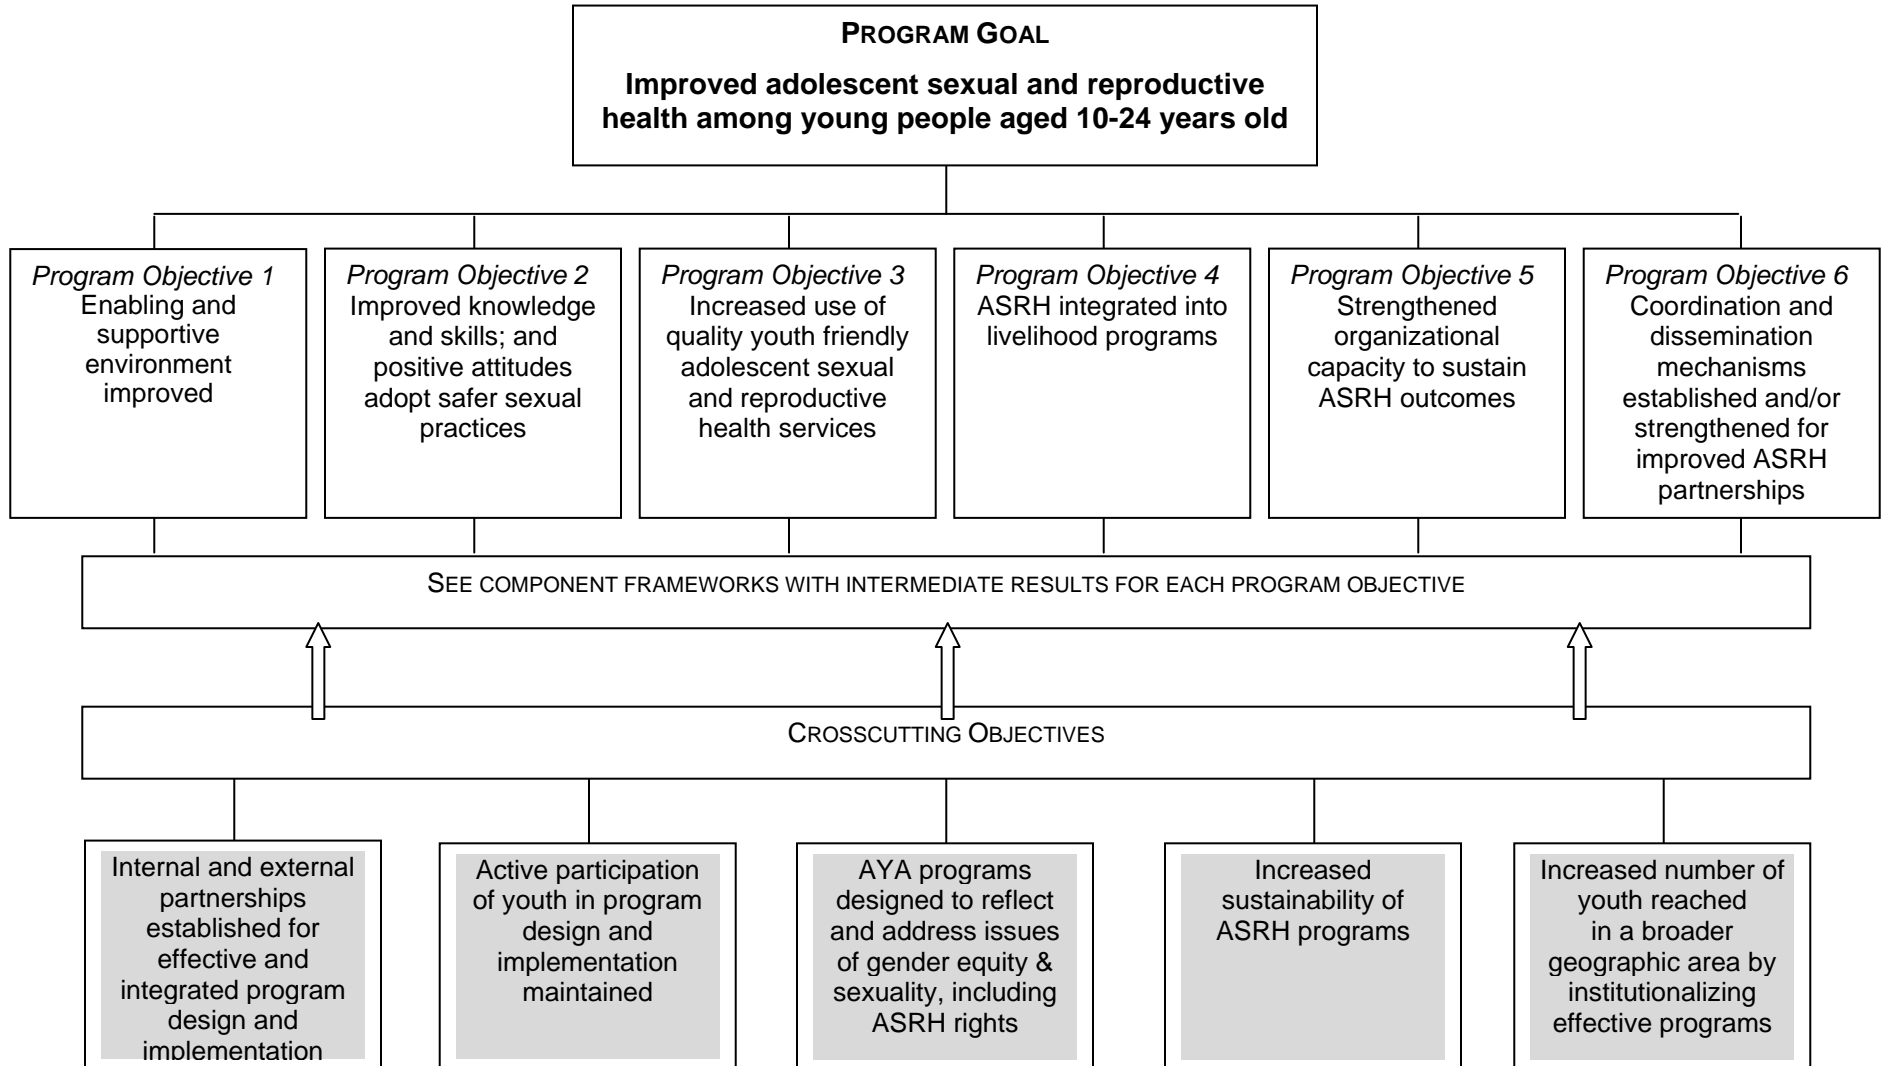 PROGRAM GOAL
Improved adolescent sexual and reproductive
health among young people aged 10-24 years old
Program Objective 1
Enabling and
supportive
environment
improved
Program Objective 2
Improved knowledge
and skills; and
positive attitudes
adopt safer sexual
practices
Program Objective 3
Increased use of
quality youth friendly
adolescent sexual
and reproductive
health services
Program Objective 4
ASRH integrated into
livelihood programs
Program Objective 5
Strengthened
organizational
capacity to sustain
ASRH outcomes
Program Objective 6
Coordination and
dissemination
mechanisms
established and/or
strengthened for
improved ASRH
partnerships
SEE COMPONENT FRAMEWORKS WITH INTERMEDIATE RESULTS FOR EACH PROGRAM OBJECTIVE
CROSSCUTTING OBJECTIVES
Internal and external
partnerships
established for
effective and
integrated program
design and
implementation
Active participation
of youth in program
design and
implementation
maintained
AYA programs
designed to reflect
and address issues
of gender equity &
sexuality, including
ASRH rights
Increased
sustainability of
ASRH programs
Increased number of
youth reached
in a broader
geographic area by
institutionalizing
effective programs